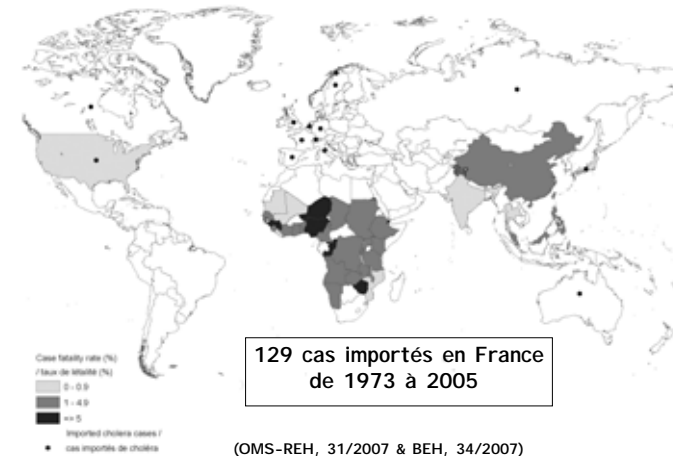 129 cas importés en France
de 1973 à 2005
Case fatality rate (%)
/ taux de létalité (%)
0 - 0.9
1 - 4.9
>= 5
Imported cholera cases /
cas importés de choléra
(OMS-REH, 31/2007 & BEH, 34/2007)